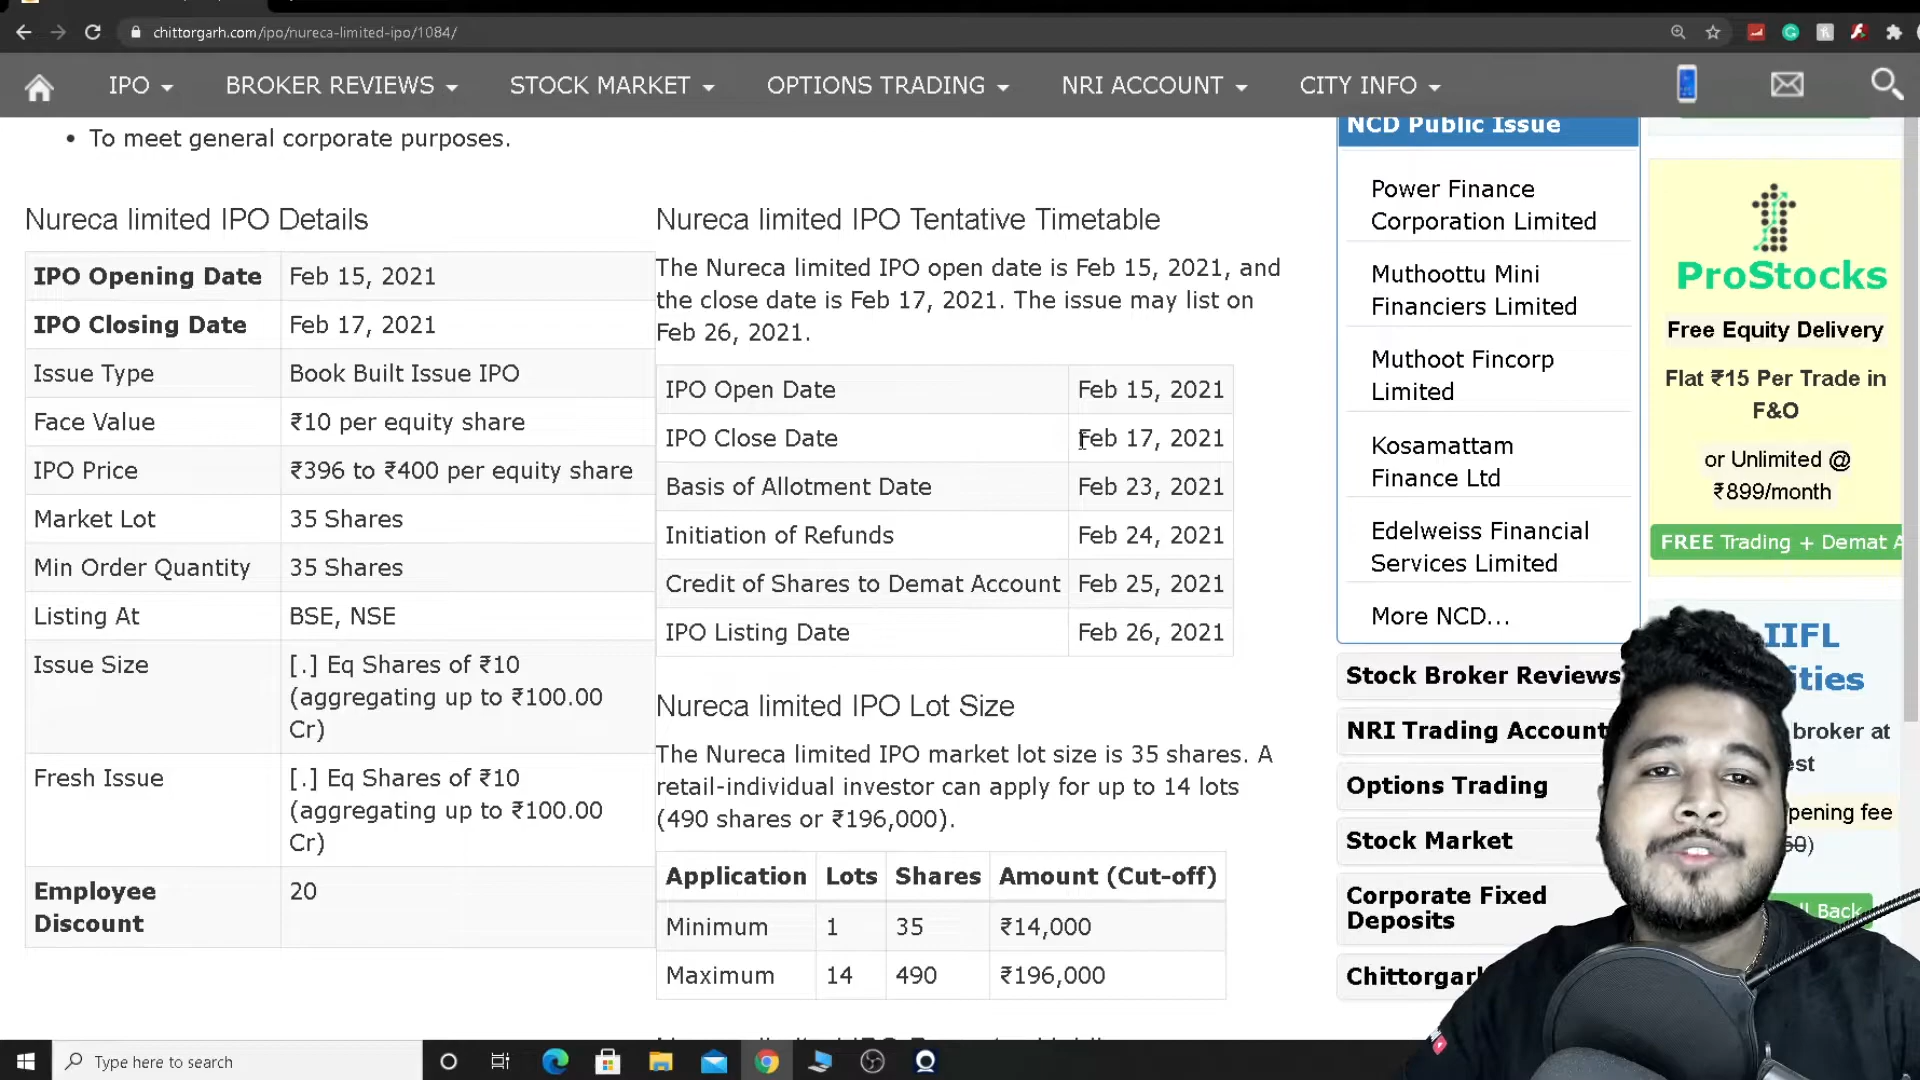 chittorgarh.com/ipo/nureca-limited-ipo/1084/
IPO
BROKER REVIEWS
STOCK MARKET
OPTIONS TRADING
NRI ACCOUNT
CITY INFO
• To meet general corporate purposes.
Nureca limited IPO Details
IPO Opening Date Feb 15, 2021
IPO Closing Date Feb 17, 2021
Issue Type Book Built Issue IPO
Face Value ₹10 per equity share
IPO Price ₹396 to ₹400 per equity share
Market Lot 35 Shares
Min Order Quantity 35 Shares
Listing At BSE, NSE
Issue Size [.] Eq Shares of ₹10
(aggregating up to ₹100.00
Cr)
Fresh Issue [.] Eq Shares of ₹10
(aggregating up to ₹100.00
Cr)
Employee 20
Discount
Nureca limited IPO Tentative Timetable
The Nureca limited IPO open date is Feb 15, 2021, and
the close date is Feb 17, 2021. The issue may list on
Feb 26, 2021.
IPO Open Date Feb 15, 2021
IPO Close Date Feb 17, 2021
Basis of Allotment Date Feb 23, 2021
Initiation of Refunds Feb 24, 2021
Credit of Shares to Demat Account Feb 25, 2021
IPO Listing Date Feb 26, 2021
Nureca limited IPO Lot Size
The Nureca limited IPO market lot size is 35 shares. A
retail-individual investor can apply for up to 14 lots
(490 shares or ₹196,000).
Application Lots Shares Amount (Cut-off)
Minimum 1 35 ₹14,000
Maximum 14 490 ₹196,000
NCD Public Issue
Power Finance
Corporation Limited
Muthoottu Mini
Financiers Limited
Muthoot Fincorp
Limited
Kosamattam
Finance Ltd
Edelweiss Financial
Services Limited
More NCD...
Stock Broker Reviews
NRI Trading Account
Options Trading
Stock Market
Corporate Fixed
Deposits
Chittorgar
ProStocks
Free Equity Delivery
Flat ₹15 Per Trade in
F&O
or Unlimited @
₹899/month
FREE Trading + Demat A
IIFL
ities
broker at
est
pening fee
ll Back
Type here to search